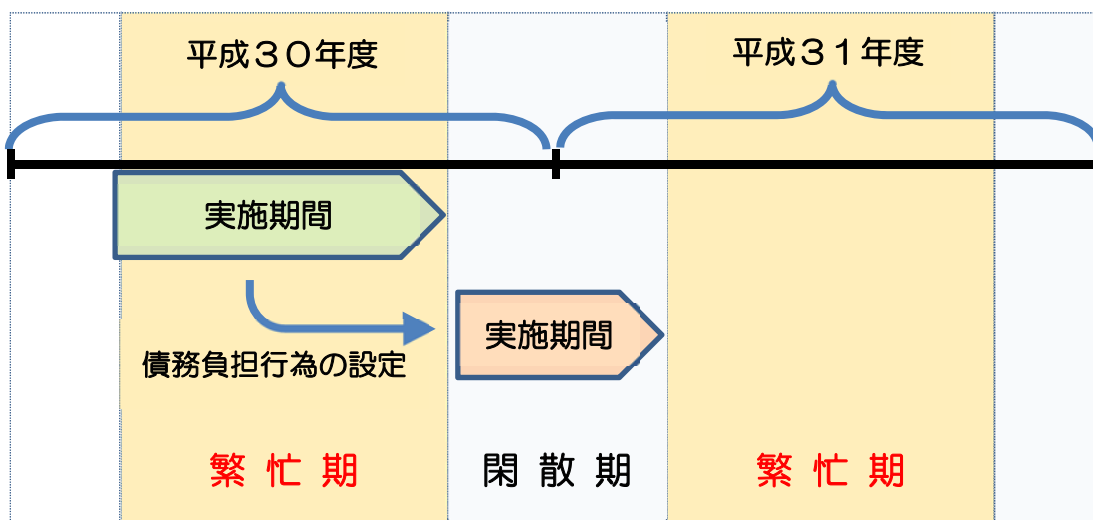 平成３０年度
平成３１年度
実施期間
実施期間
債務負担行為の設定
繁 忙 期
閑 散 期
繁 忙 期